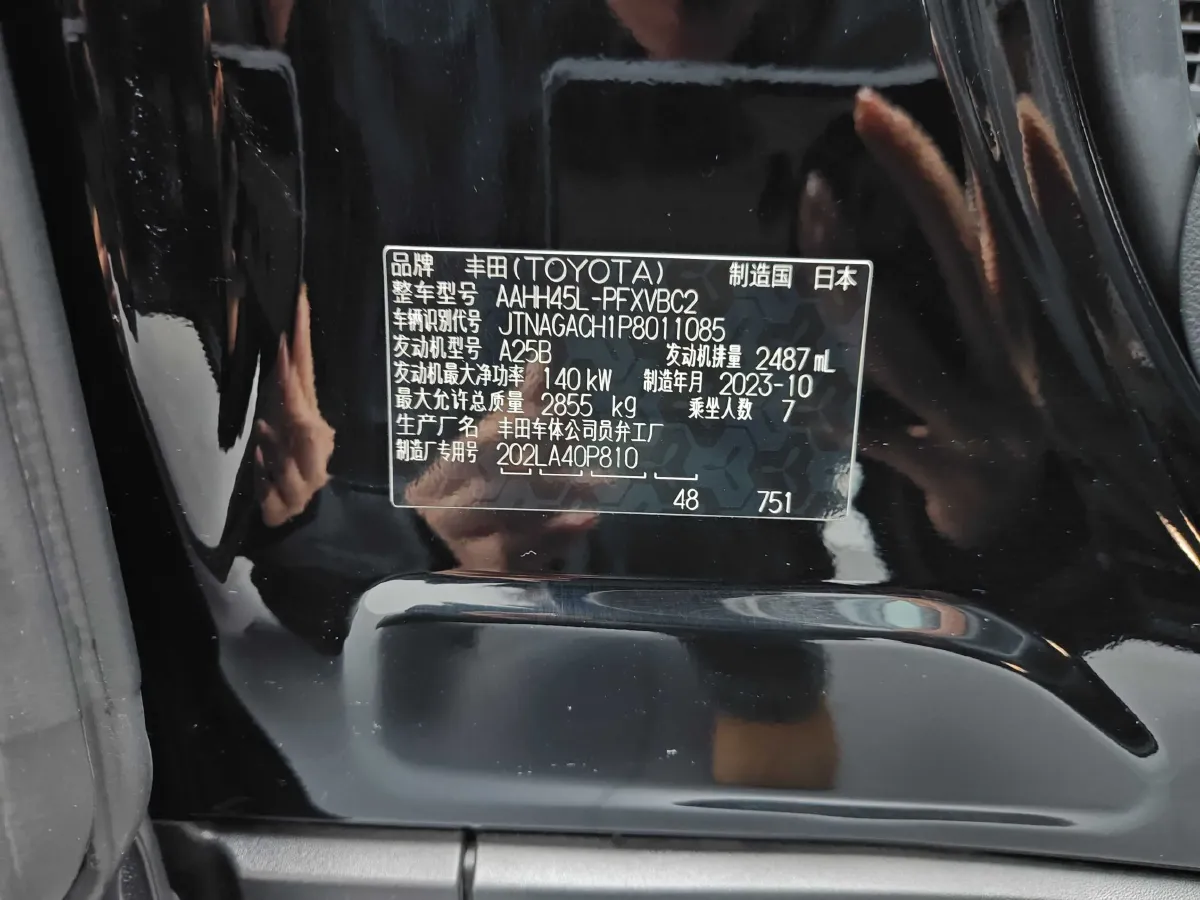 品牌 丰田(TOYOTA) 制造国 日本
整车型号 AAHH45L-PFXVBC2
车辆识别代号 JTNAGACH1P8011085
发动机型号 A25B 发动机排量 2487 mL
发动机最大净功率 140 kW 制造年月 2023-10
最大允许总质量 2855 kg 乘坐人数 7
生产厂名 丰田车体公司员弁工厂
制造厂专用号 202LA40P810
48 751